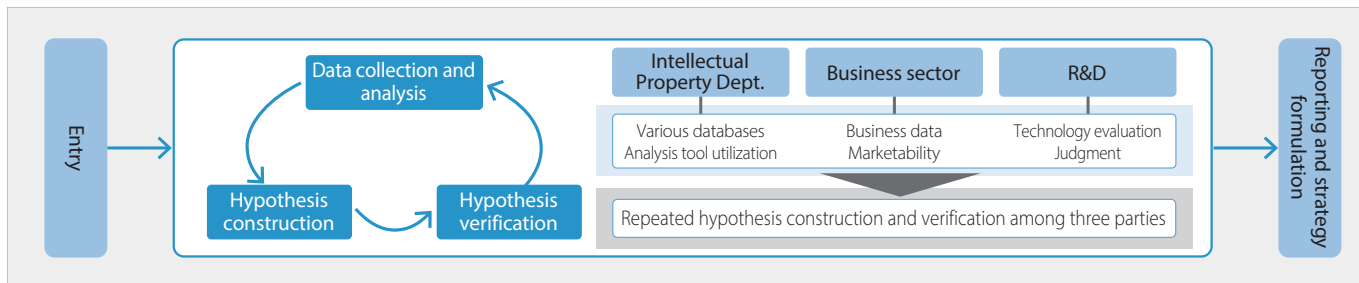 Entry
Data collection and
analysis
Hypothesis
construction
Hypothesis
verification
Intellectual
Property Dept.
Business sector
R&D
Various databases
Analysis tool utilization
Business data
Marketability
Technology evaluation
Judgment
Repeated hypothesis construction and verification among three parties
Reporting and strategy
formulation